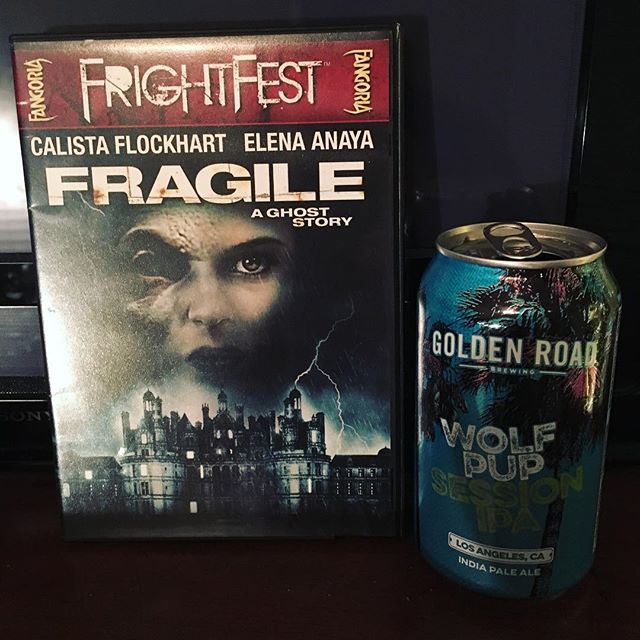 FANGORIA
FRIGHTFEST™
FANGORIA
CALISTA FLOCKHART ELENA ANAYA
FRAGILE
A GHOST
STORY
SONY
GOLDEN ROAD
BREWING
WOLF
PUP
SESSION
IPA
LOS ANGELES, CA
INDIA PALE ALE